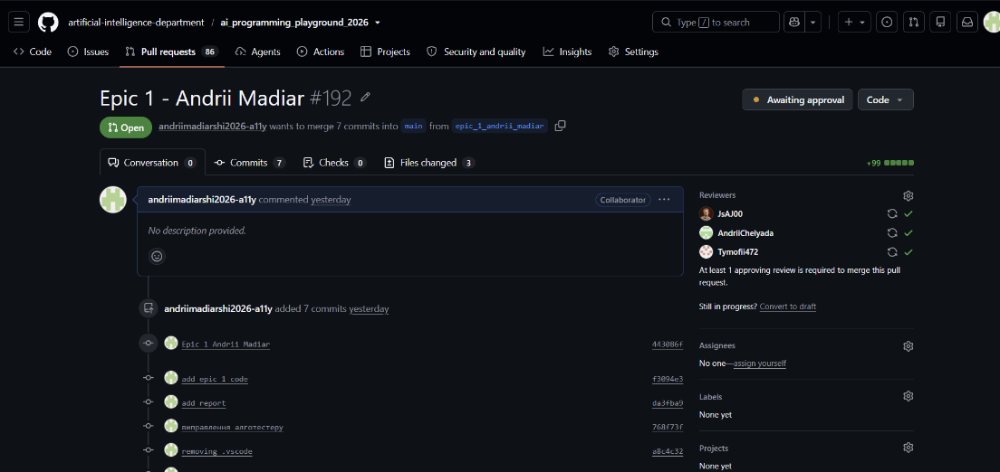 artificial-intelligence-department / ai_programming_playground_2026
Type / to search
Code Issues Pull requests 86 Agents Actions Projects Security and quality Insights Settings
Epic 1 - Andrii Madiar #192
Awaiting approval
Code
Open
andriimadiarshi2026-a11y wants to merge 7 commits into main from epic_1_andrii_madiar
Conversation 0 Commits 7 Checks 0 Files changed 3
+99
andriimadiarshi2026-a11y commented yesterday
Collaborator
No description provided.
andriimadiarshi2026-a11y added 7 commits yesterday
Epic 1 Andrii Madiar 443086f
add epic 1 code f3094e3
add report da3fba9
виправлення алготестеру 768f73f
removing .vscode a8c4c32
Reviewers
JsAJ00
AndriiChelyada
Tymofii472
At least 1 approving review is required to merge this pull
request.
Still in progress? Convert to draft
Assignees
No one—assign yourself
Labels
None yet
Projects
None yet